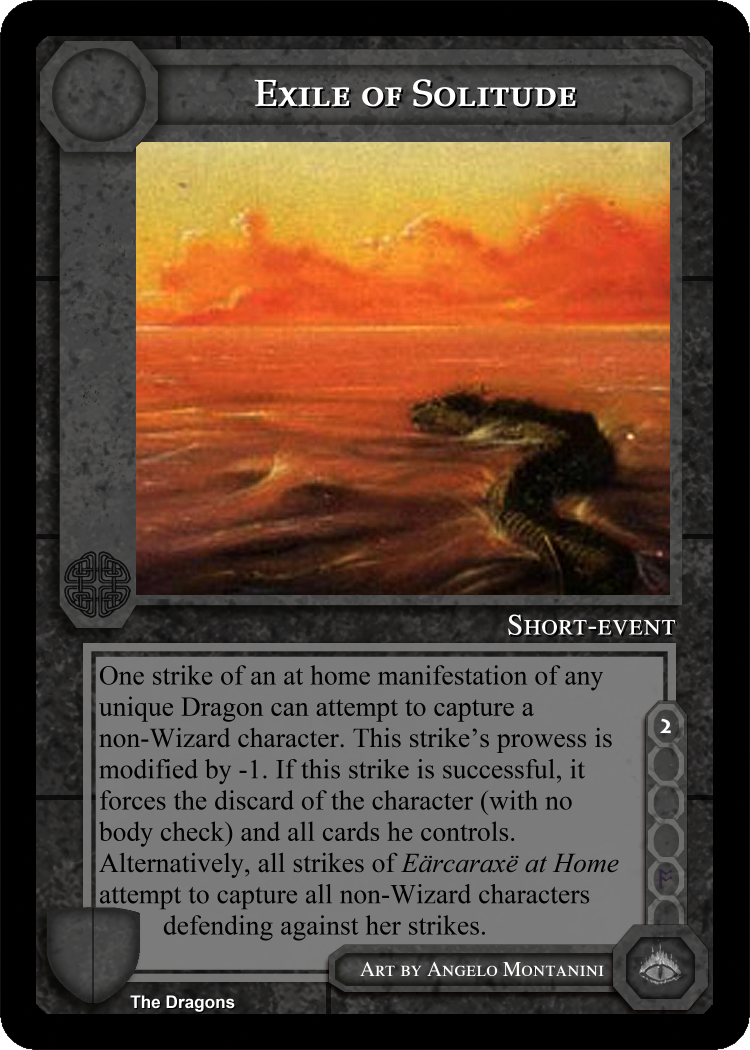 Exile of Solitude
Short-event
One strike of an at home manifestation of any
unique Dragon can attempt to capture a
non-Wizard character. This strike's prowess is
modified by -1. If this strike is successful, it
forces the discard of the character (with no
body check) and all cards he controls.
Alternatively, all strikes of Eärcaraxë at Home
attempt to capture all non-Wizard characters
defending against her strikes.
2
Art by Angelo Montanini
The Dragons